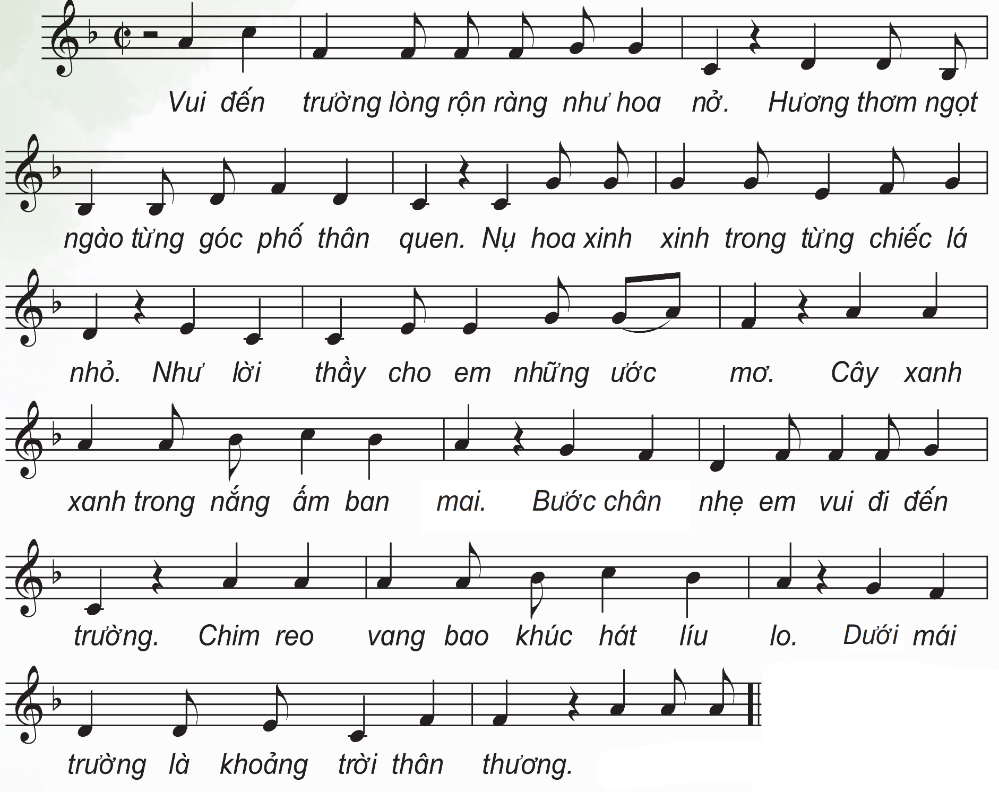 Vui đến trường lòng rộn ràng như hoa nở. Hương thơm ngọt
ngào từng góc phố thân quen. Nụ hoa xinh xinh trong từng chiếc lá
nhỏ. Như lời thầy cho em những ước mơ. Cây xanh
xanh trong nắng ấm ban mai. Bước chân nhẹ em vui đi đến
trường. Chim reo vang bao khúc hát líu lo. Dưới mái
trường là khoảng trời thân thương.